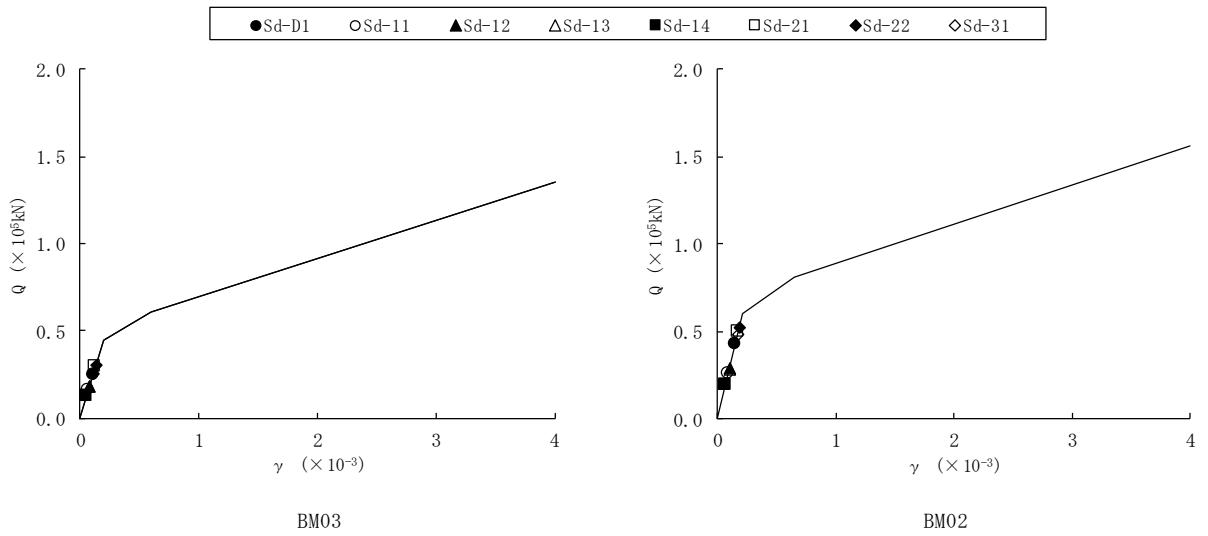 ●Sd-D1 ○Sd-11 ▲Sd-12 △Sd-13 ■Sd-14 □Sd-21 ◆Sd-22 ◇Sd-31
2.0
1.5
1.0
0.5
0.0
Q (×10⁵kN)
0 1 2 3 4
γ (×10⁻³)
BM03
2.0
1.5
1.0
0.5
0.0
Q (×10⁵kN)
0 1 2 3 4
γ (×10⁻³)
BM02